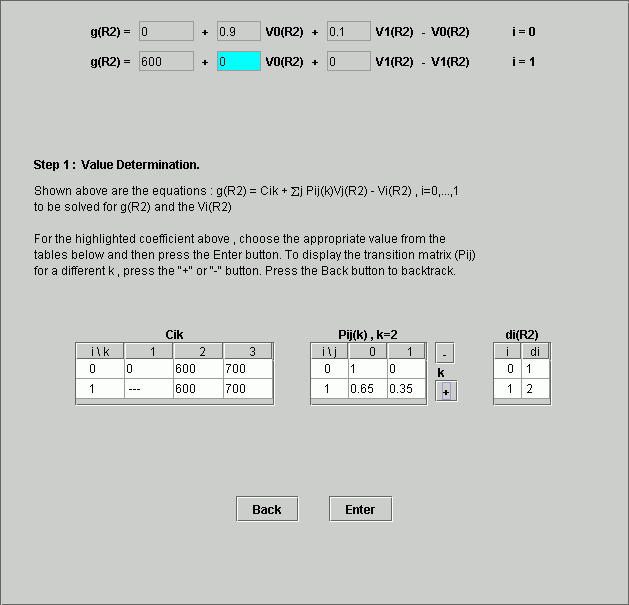 g(R2) = 0 + 0.9 V0(R2) + 0.1 V1(R2) - V0(R2) i = 0
g(R2) = 600 + 0 V0(R2) + 0 V1(R2) - V1(R2) i = 1
Step 1 : Value Determination.
Shown above are the equations : g(R2) = Cik + Σj Pij(k)Vj(R2) - Vi(R2) , i=0,...,1
to be solved for g(R2) and the Vi(R2)
For the highlighted coefficient above , choose the appropriate value from the
tables below and then press the Enter button. To display the transition matrix (Pij)
for a different k , press the "+" or "-" button. Press the Back button to backtrack.
Cik Pij(k) , k=2 di(R2)
i \ k 1 2 3 i \ j 0 1 - i di
0 0 600 700 0 1 0 k 0 1
1 --- 600 700 1 0.65 0.35 + 1 2
Back Enter